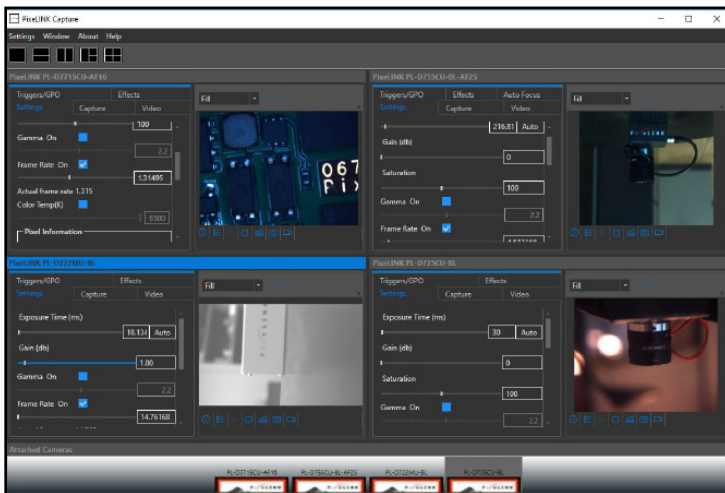 PixeLINK Capture
Settings Window About Help
PixeLINK PL-D7715CU-AF16
Triggers/GPO Effects
Settings Capture Video
100
Gamma On
2.2
Frame Rate On
1.31495
Actual frame rate 1.315
Color Temp(K)
6500
Pixel Information
Fill
067
Pix
PixeLINK PL-D755CU-BL-AF25
Triggers/GPO Effects Auto Focus
Settings Capture Video
216.81 Auto
Gain (db)
0
Saturation
100
Gamma On
2.2
Frame Rate On
Fill
PIXELINK
PixeLINK PL-D722MU-BL
Triggers/GPO Effects
Settings Capture Video
Exposure Time (ms)
18.134 Auto
Gain (db)
1.00
Gamma On
2.2
Frame Rate On
14.76168
Fill
PIXELINK
PixeLINK PL-D725CU-BL
Triggers/GPO Effects
Settings Capture Video
Exposure Time (ms)
30 Auto
Gain (db)
0
Saturation
100
Gamma On
2.2
Fill
Attached Cameras
PL-D7715CU-AF16 PL-D755CU-BL-AF25 PL-D722MU-BL PL-D725CU-BL